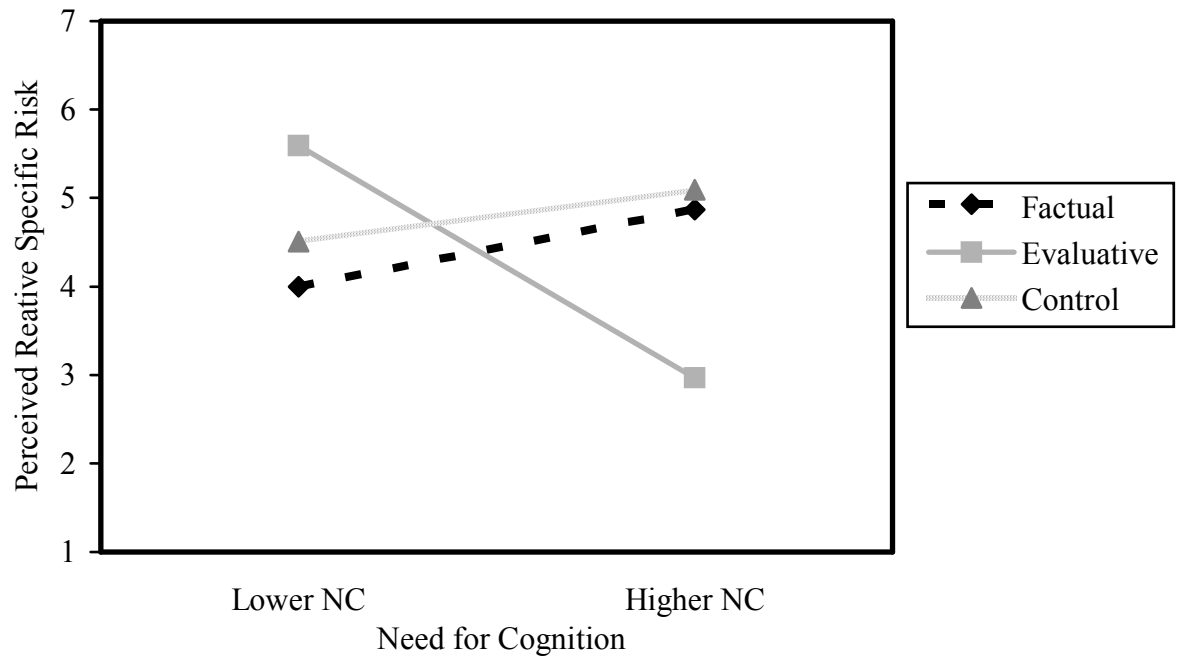 7
6
5
4
3
2
1
Perceived Reative Specific Risk
Lower NC
Higher NC
Need for Cognition
Factual
Evaluative
Control